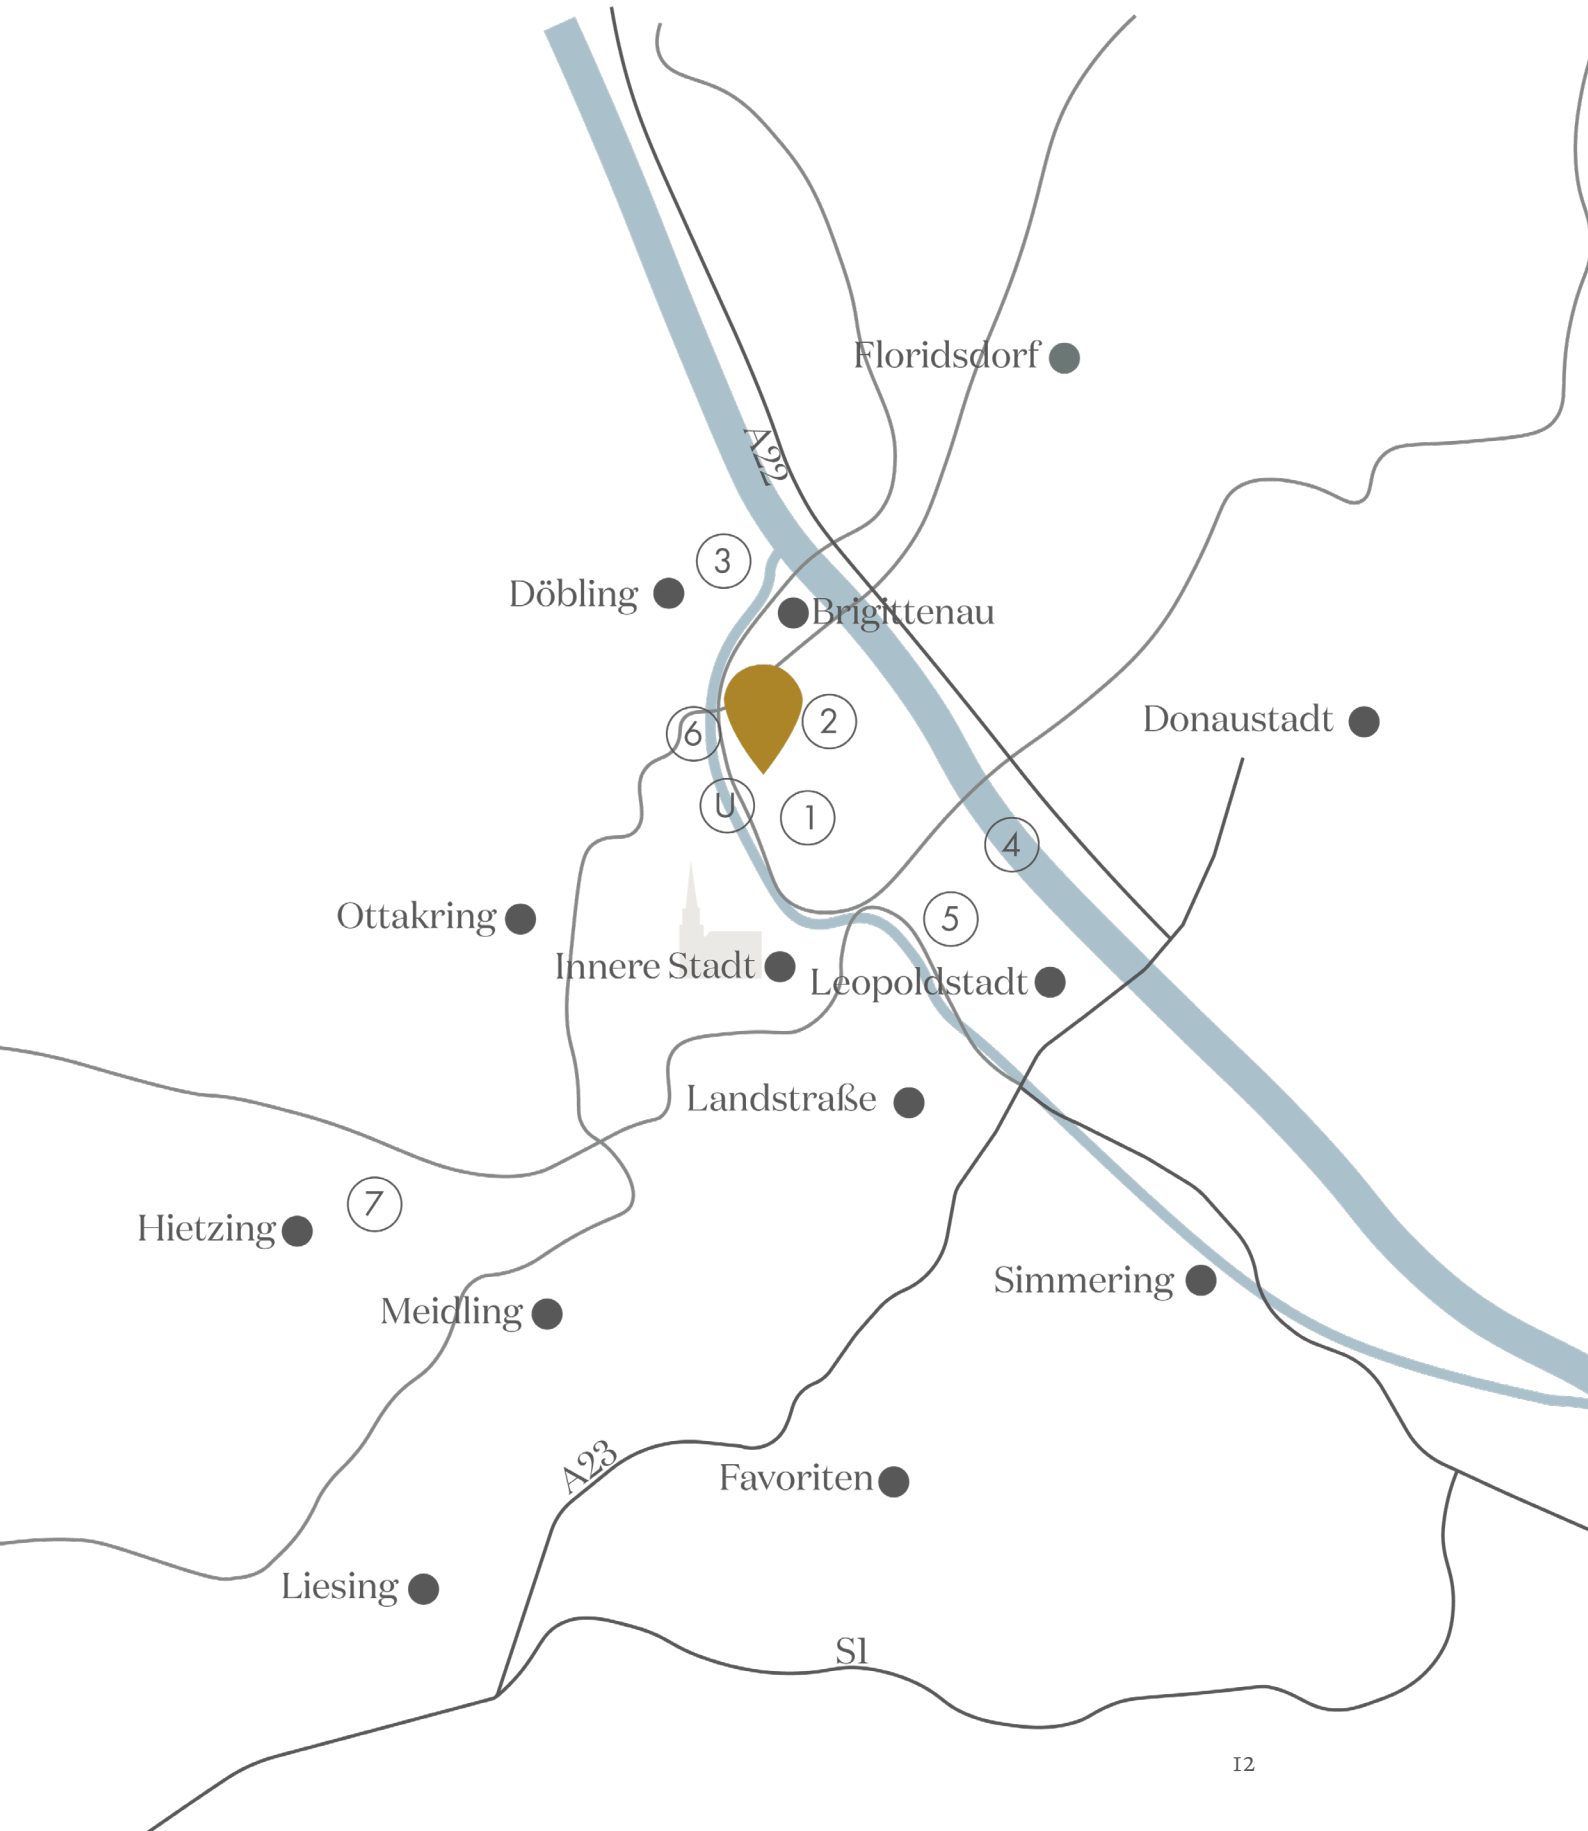 Floridsdorf
A22
3
Döbling
Brigittenau
2
Donaustadt
6
U
1
4
Ottakring
5
Innere Stadt
Leopoldstadt
Landstraße
7
Hietzing
Simmering
Meidling
A23
Favoriten
Liesing
S1
12